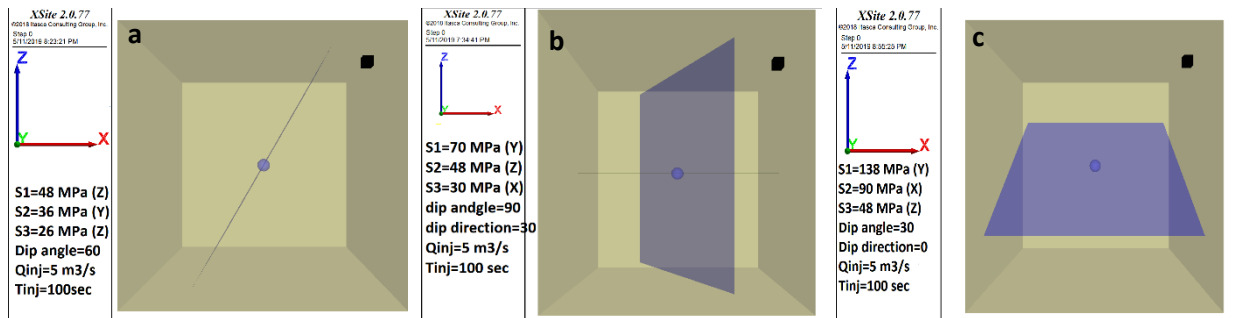 XSite 2.0.77
©2018 Itasca Consulting Group, Inc.
Step 0
5/11/2019 8:23:21 PM
a
Z
Y
X
S1=48 MPa (Z)
S2=36 MPa (Y)
S3=26 MPa (Z)
Dip angle=60
Qinj=5 m3/s
Tinj=100sec
XSite 2.0.77
©2018 Itasca Consulting Group, Inc.
Step 0
5/11/2019 7:34:41 PM
b
Z
Y
X
S1=70 MPa (Y)
S2=48 MPa (Z)
S3=30 MPa (X)
dip andgle=90
dip direction=30
Qinj=5 m3/s
Tinj=100 sec
XSite 2.0.77
©2018 Itasca Consulting Group, Inc.
Step 0
5/11/2019 8:55:25 PM
c
Z
Y
X
S1=138 MPa (Y)
S2=90 MPa (X)
S3=48 MPa (Z)
Dip angle=30
Dip direction=0
Qinj=5 m3/s
Tinj=100 sec